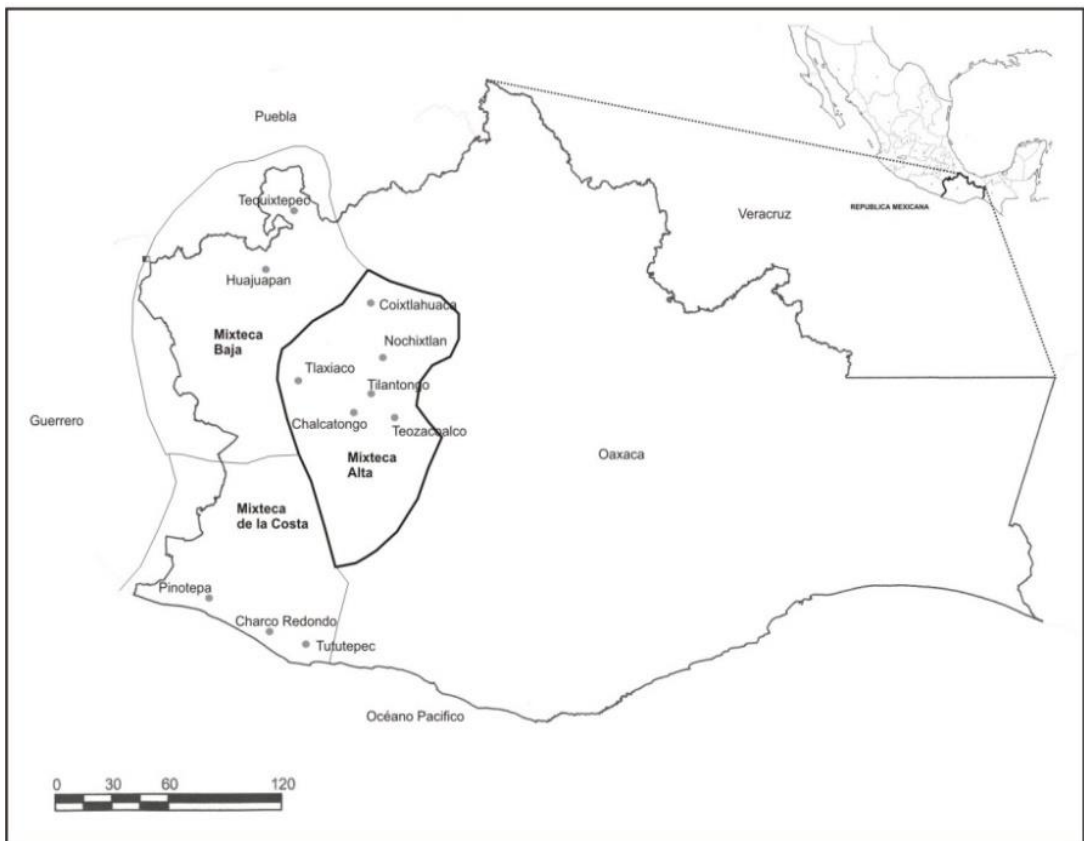 Puebla
Tequixtepec
Veracruz
REPUBLICA MEXICANA
Huajuapan
Coixtlahuaca
Mixteca
Baja
Nochixtlan
Tlaxiaco
Tilantongo
Guerrero
Chalcatongo
Teozacoalco
Oaxaca
Mixteca
Alta
Mixteca
de la Costa
Pinotepa
Charco Redondo
Tututepec
Océano Pacifico
0 30 60 120